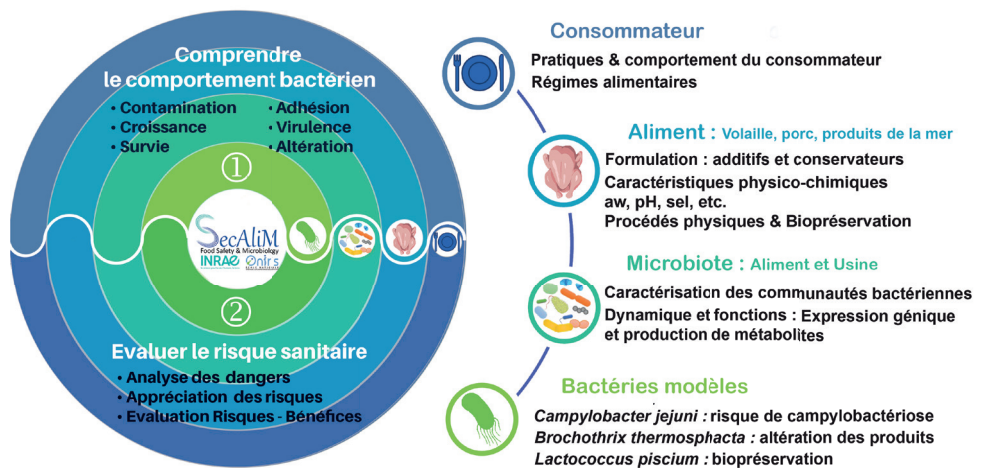 Comprendre
le comportement bactérien
• Contamination
• Croissance
• Survie
• Adhésion
• Virulence
• Altération
1
SecAliM
Food Safety & Microbiology
INRAE Oniris
2
Evaluer le risque sanitaire
• Analyse des dangers
• Appréciation des risques
• Evaluation Risques - Bénéfices
Consommateur
Pratiques & comportement du consommateur
Régimes alimentaires
Aliment : Volaille, porc, produits de la mer
Formulation : additifs et conservateurs
Caractéristiques physico-chimiques
aw, pH, sel, etc.
Procédés physiques & Biopréservation
Microbiote : Aliment et Usine
Caractérisation des communautés bactériennes
Dynamique et fonctions : Expression génique
et production de métabolites
Bactéries modèles
Campylobacter jejuni : risque de campylobactériose
Brochothrix thermosphacta : altération des produits
Lactococcus piscium : biopréservation